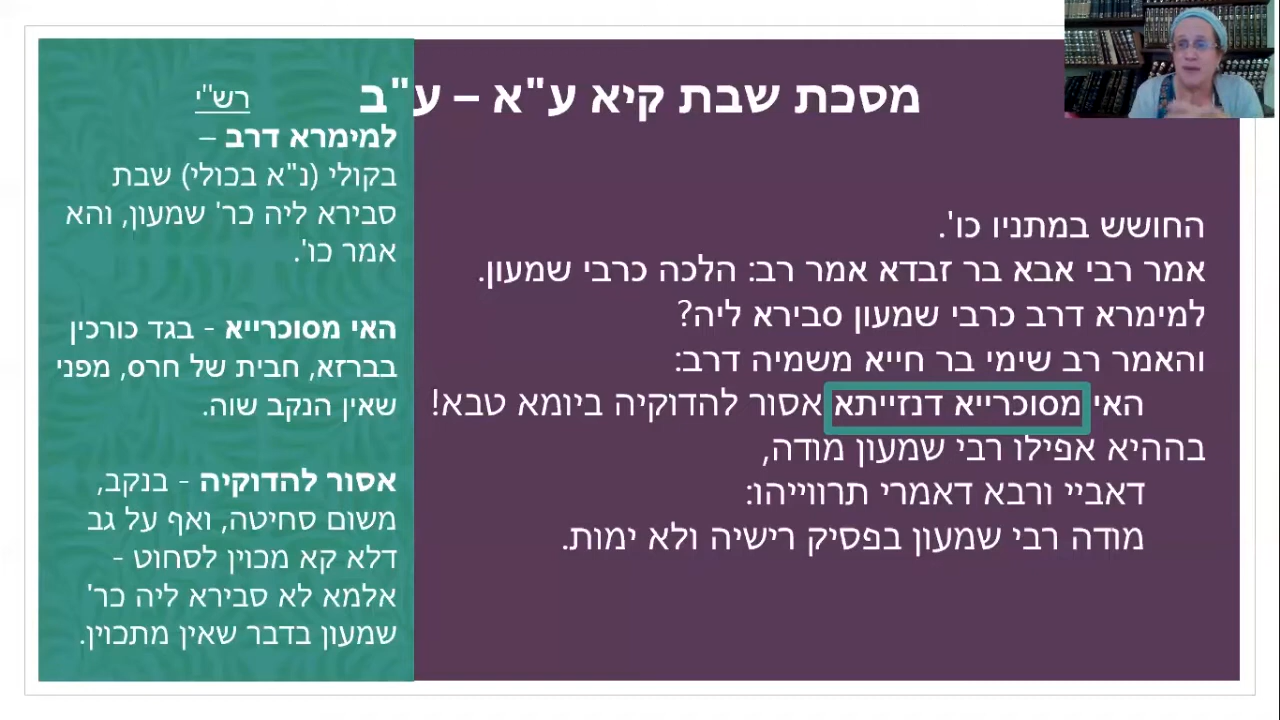 מסכת שבת קיא ע"א – ע"ב
החושש במתניו כו'.
אמר רבי אבא בר זבדא אמר רב: הלכה כרבי שמעון.
למימרא דרב כרבי שמעון סבירא ליה?
והאמר רב שימי בר חייא משמיה דרב:
האי מסוכרייא דנזייתא אסור להדוקיה ביומא טבא!
בההיא אפילו רבי שמעון מודה,
דאביי ורבא דאמרי תרווייהו:
מודה רבי שמעון בפסיק רישיה ולא ימות.
רש"י
למימרא דרב –
בקולי (נ"א בכולי) שבת
סבירא ליה כר' שמעון, והא
אמר כו'.
האי מסוכרייא - בגד כורכין
בברזא, חבית של חרס, מפני
שאין הנקב שוה.
אסור להדוקיה - בנקב,
משום סחיטה, ואף על גב
דלא קא מכוין לסחוט -
אלמא לא סבירא ליה כר'
שמעון בדבר שאין מתכוין.